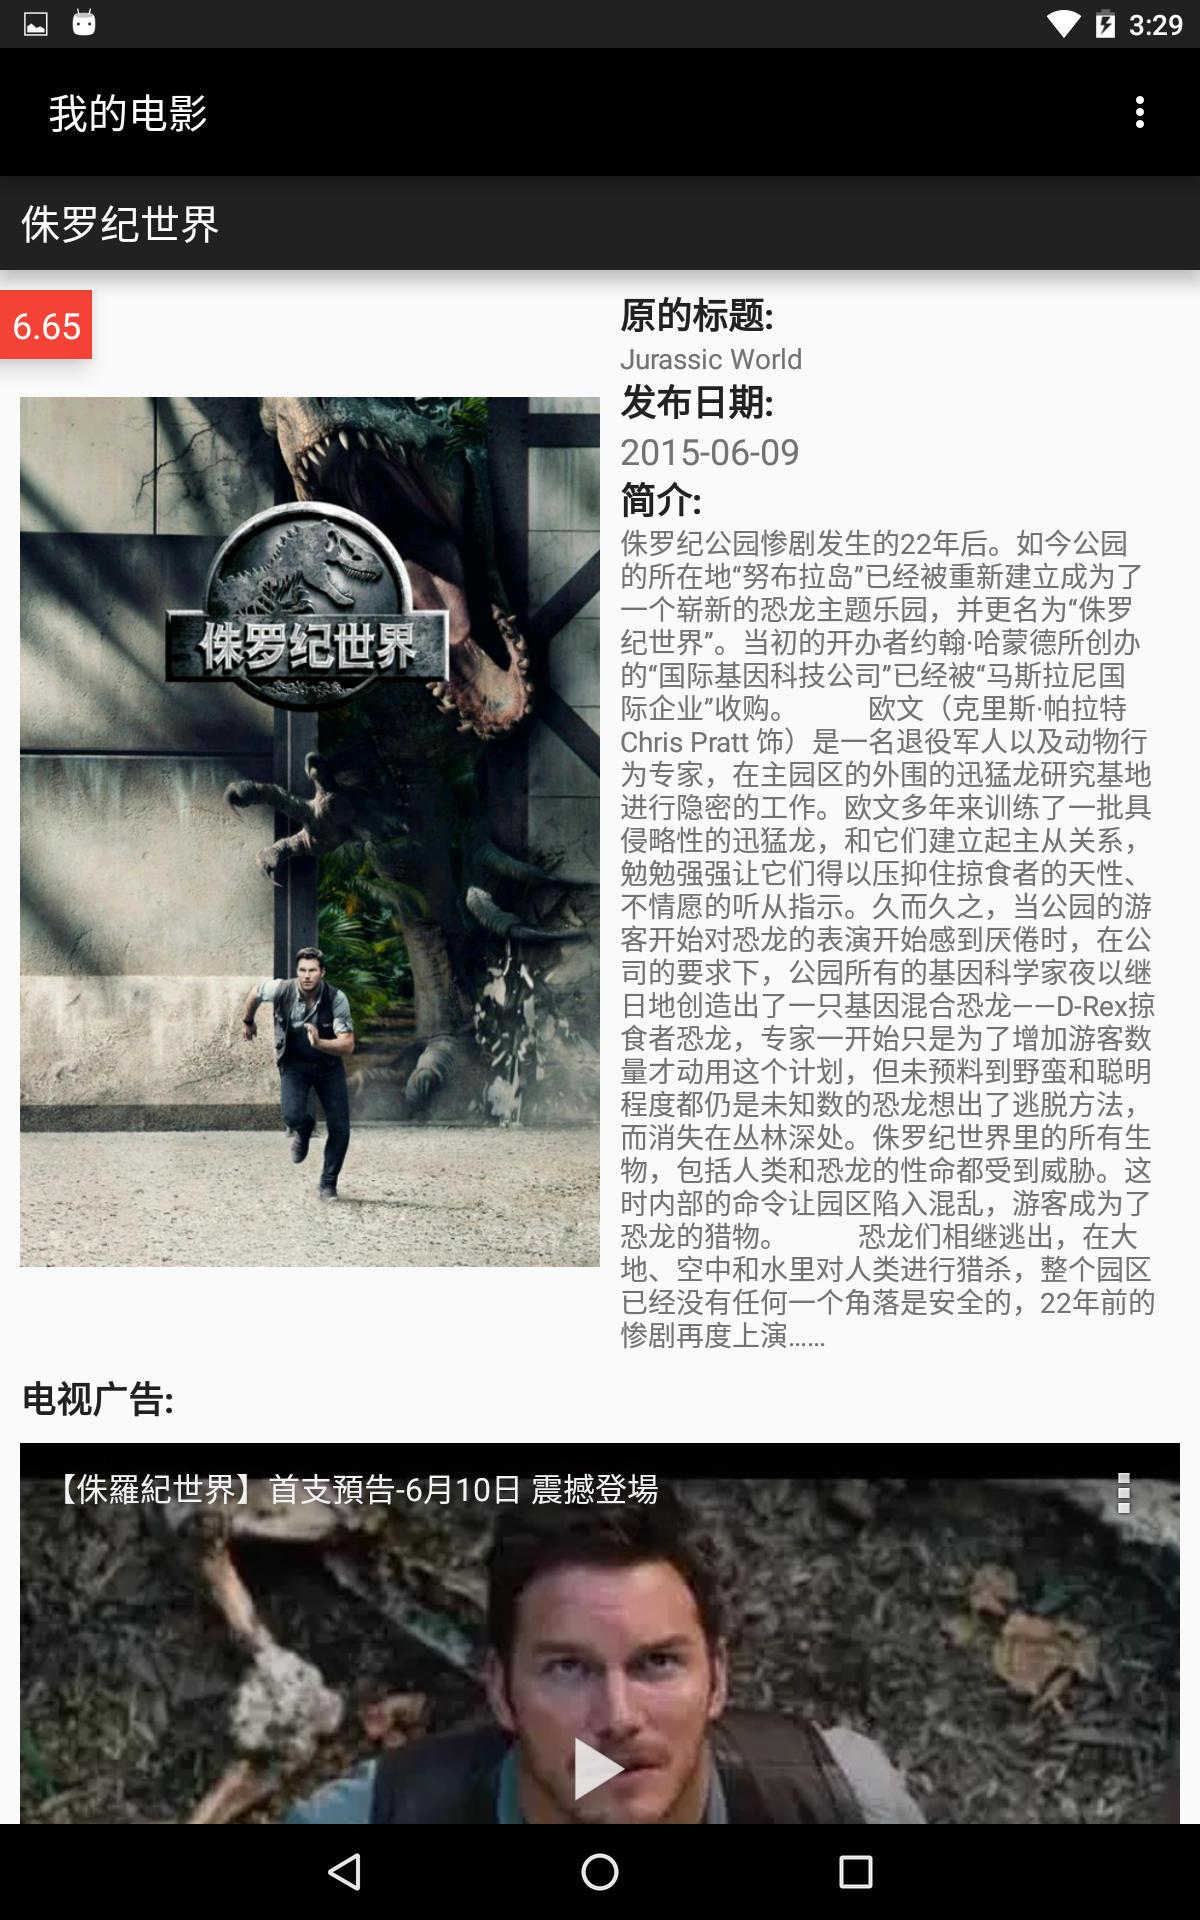 3:29
我的电影
侏罗纪世界
6.65
侏罗纪世界
原的标题:
Jurassic World
发布日期:
2015-06-09
简介:
侏罗纪公园惨剧发生的22年后。如今公园
的所在地“努布拉岛”已经被重新建立成为了
一个崭新的恐龙主题乐园，并更名为“侏罗
纪世界”。当初的开办者约翰·哈蒙德所创办
的“国际基因科技公司”已经被“马斯拉尼国
际企业”收购。 欧文（克里斯·帕拉特
Chris Pratt 饰）是一名退役军人以及动物行
为专家，在主园区的外围的迅猛龙研究基地
进行隐密的工作。欧文多年来训练了一批具
侵略性的迅猛龙，和它们建立起主从关系，
勉勉强强让它们得以压抑住掠食者的天性、
不情愿的听从指示。久而久之，当公园的游
客开始对恐龙的表演开始感到厌倦时，在公
司的要求下，公园所有的基因科学家夜以继
日地创造出了一只基因混合恐龙——D-Rex掠
食者恐龙，专家一开始只是为了增加游客数
量才动用这个计划，但未预料到野蛮和聪明
程度都仍是未知数的恐龙想出了逃脱方法，
而消失在丛林深处。侏罗纪世界里的所有生
物，包括人类和恐龙的性命都受到威胁。这
时内部的命令让园区陷入混乱，游客成为了
恐龙的猎物。 恐龙们相继逃出，在大
地、空中和水里对人类进行猎杀，整个园区
已经没有任何一个角落是安全的，22年前的
惨剧再度上演……
电视广告:
【侏羅紀世界】首支預告-6月10日 震撼登場